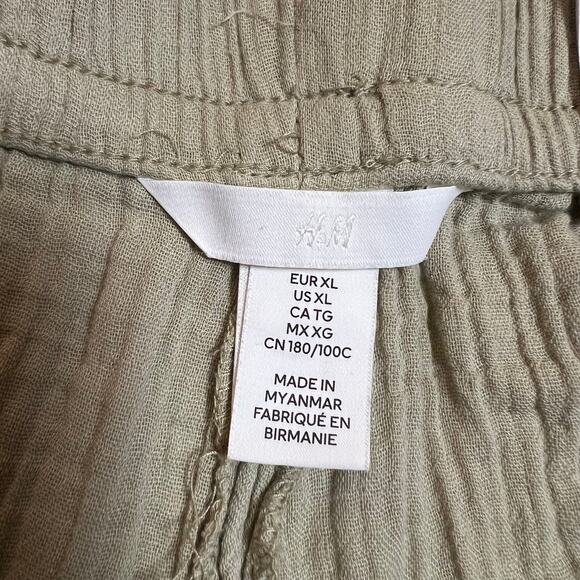 H&M
EUR XL
US XL
CA TG
MX XG
CN 180/100C
MADE IN
MYANMAR
FABRIQUÉ EN
BIRMANIE